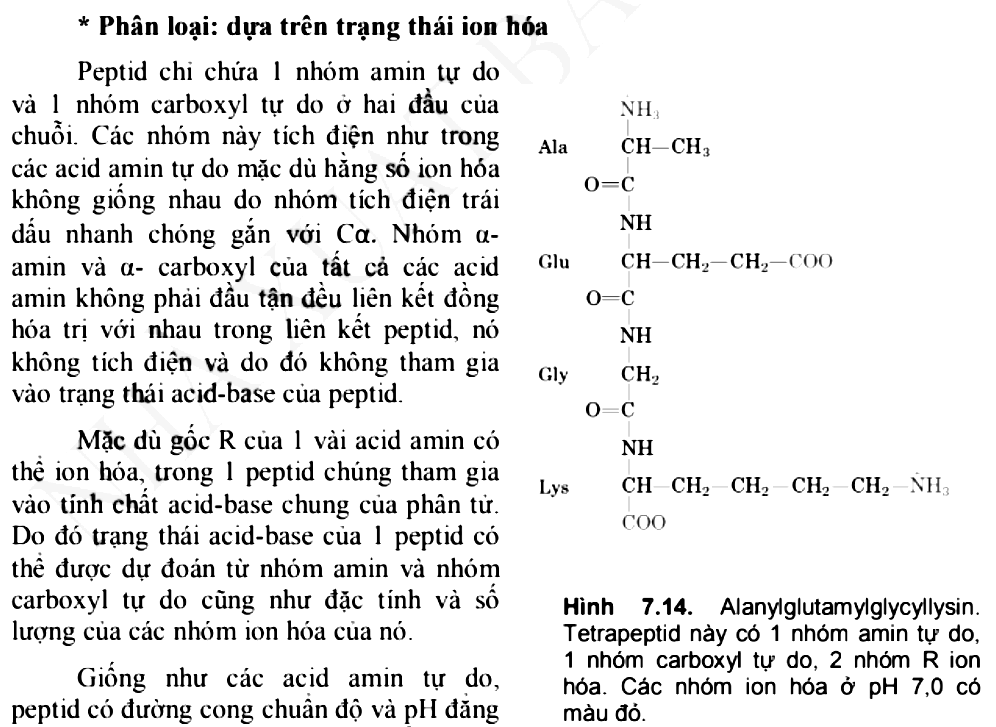 * Phân loại: dựa trên trạng thái ion hóa
Peptid chỉ chứa 1 nhóm amin tự do
và 1 nhóm carboxyl tự do ở hai đầu của
chuỗi. Các nhóm này tích điện như trong
các acid amin tự do mặc dù hằng số ion hóa
không giống nhau do nhóm tích điện trái
dấu nhanh chóng gắn với Cα. Nhóm α-
amin và α- carboxyl của tất cả các acid
amin không phải đầu tận đều liên kết đồng
hóa trị với nhau trong liên kết peptid, nó
không tích điện và do đó không tham gia
vào trạng thái acid-base của peptid.
Mặc dù gốc R của 1 vài acid amin có
thể ion hóa, trong 1 peptid chúng tham gia
vào tính chất acid-base chung của phân tử.
Do đó trạng thái acid-base của 1 peptid có
thể được dự đoán từ nhóm amin và nhóm
carboxyl tự do cũng như đặc tính và số
lượng của các nhóm ion hóa của nó.
Giống như các acid amin tự do,
peptid có đường cong chuẩn độ và pH đẳng
NH₃
Ala CH—CH₃
O=C
NH
Glu CH—CH₂—CH₂—COO
O=C
NH
Gly CH₂
O=C
NH
Lys CH—CH₂—CH₂—CH₂—CH₂—NH₃
COO
Hình 7.14. Alanylglutamylglycyllysin.
Tetrapeptid này có 1 nhóm amin tự do,
1 nhóm carboxyl tự do, 2 nhóm R ion
hóa. Các nhóm ion hóa ở pH 7,0 có
màu đỏ.